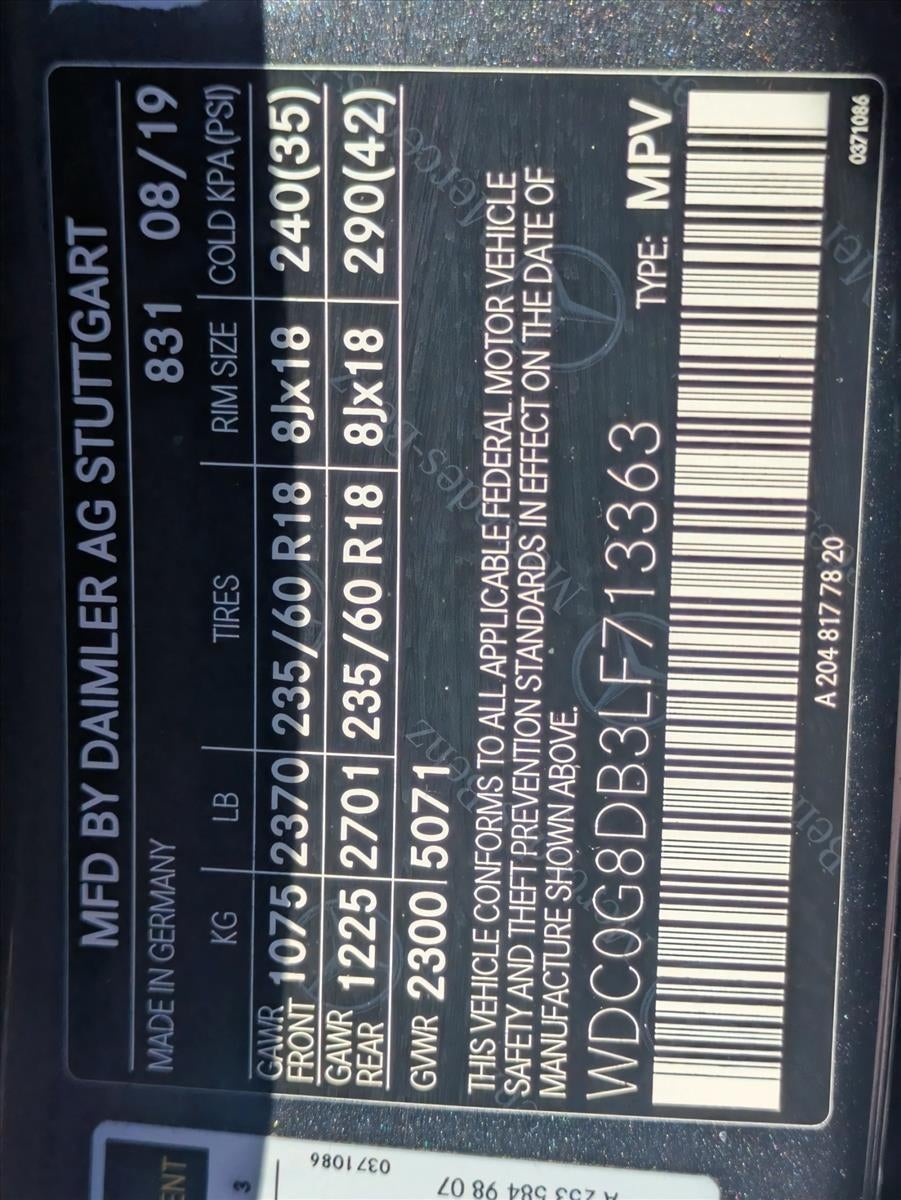 MFD BY DAIMLER AG STUTTGART
MADE IN GERMANY 831 08/19
KG LB TIRES RIM SIZE COLD KPA(PSI)
GAWR FRONT 1075 2370 235/60 R18 8Jx18 240(35)
GAWR REAR 1225 2701 235/60 R18 8Jx18 290(42)
GVWR 2300 5071
THIS VEHICLE CONFORMS TO ALL APPLICABLE FEDERAL MOTOR VEHICLE
SAFETY AND THEFT PREVENTION STANDARDS IN EFFECT ON THE DATE OF
MANUFACTURE SHOWN ABOVE.
WDC0G8DB3LF713363 TYPE: MPV
A 204 817 78 20
0371086
ENT
3
0371086
A 253 584 98 07